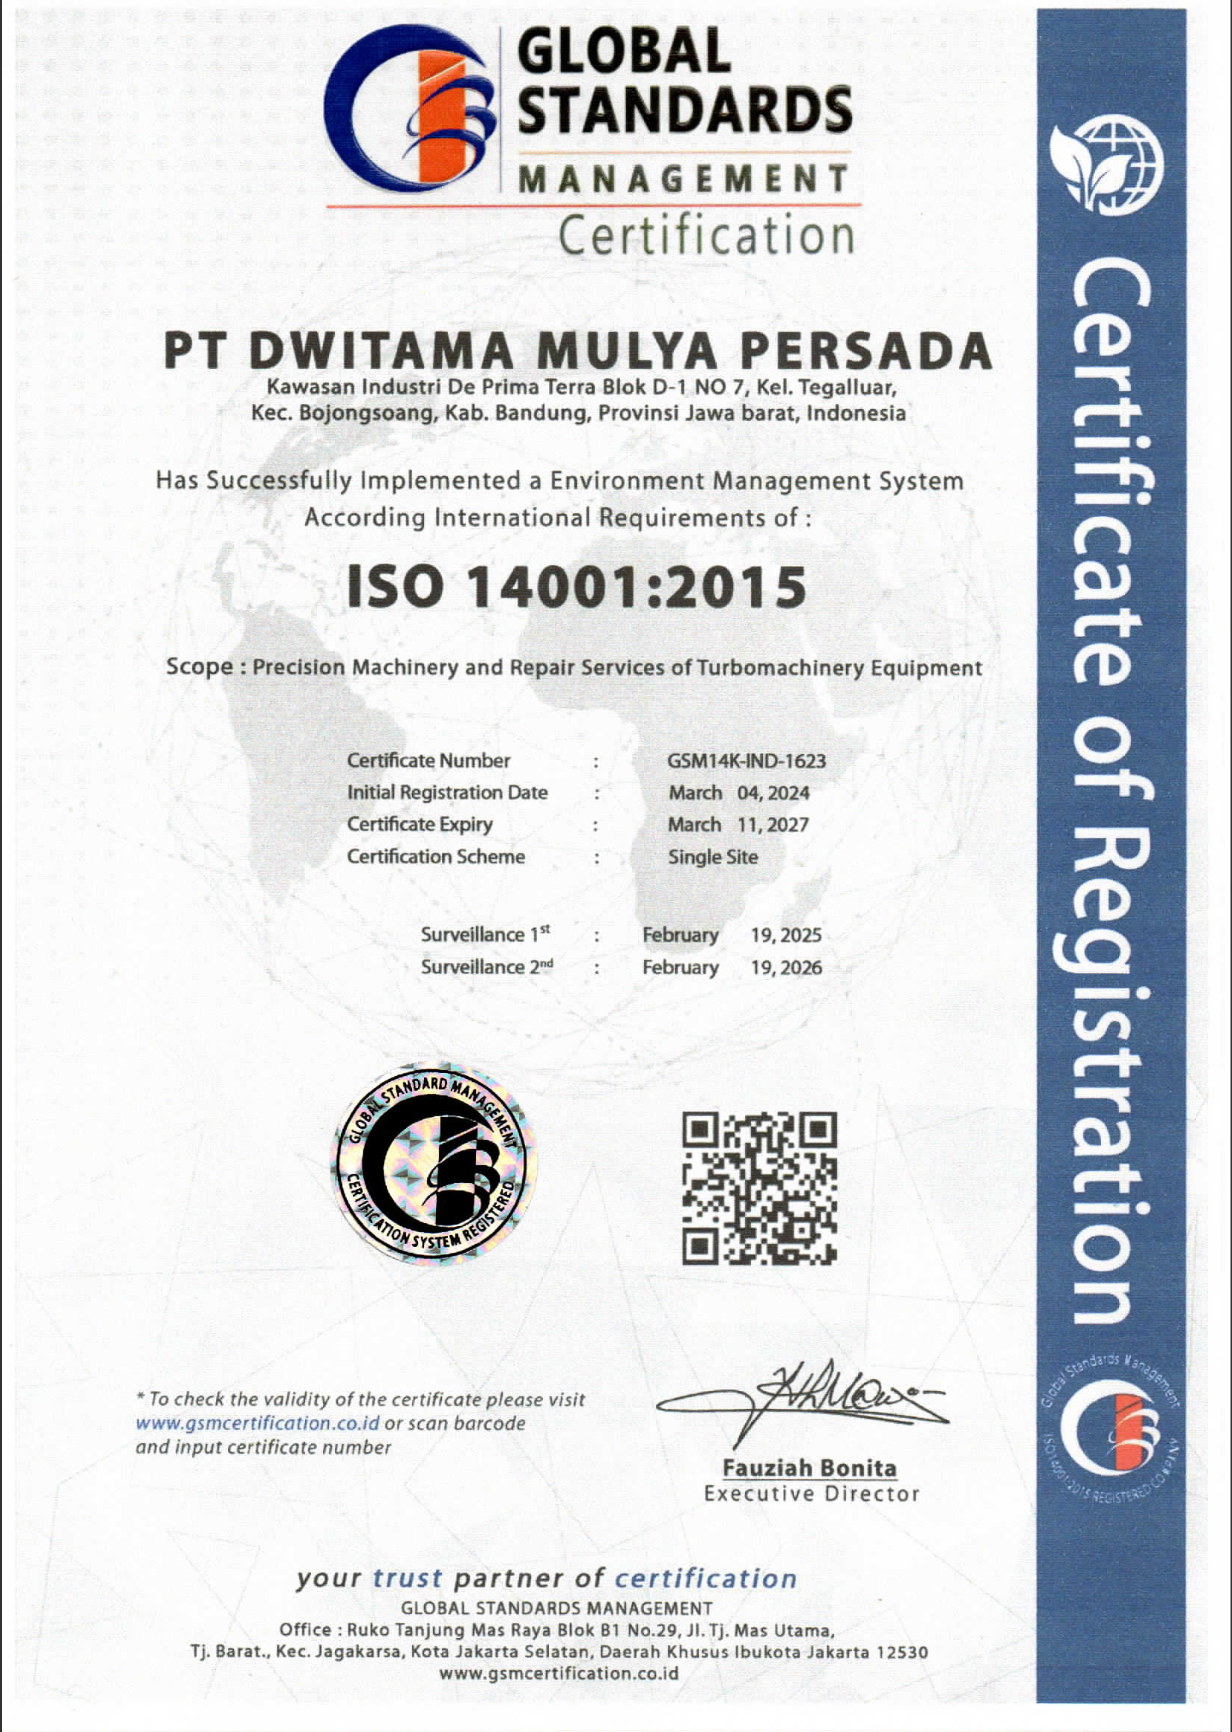 GLOBAL
STANDARDS
MANAGEMENT
Certification
PT DWITAMA MULYA PERSADA
Kawasan Industri De Prima Terra Blok D-1 NO 7, Kel. Tegalluar,
Kec. Bojongsoang, Kab. Bandung, Provinsi Jawa barat, Indonesia
Has Successfully Implemented a Environment Management System
According International Requirements of :
ISO 14001:2015
Scope : Precision Machinery and Repair Services of Turbomachinery Equipment
Certificate Number : GSM14K-IND-1623
Initial Registration Date : March 04, 2024
Certificate Expiry : March 11, 2027
Certification Scheme : Single Site
Surveillance 1st : February 19, 2025
Surveillance 2nd : February 19, 2026
GLOBAL STANDARD MANAGEMENT
CERTIFICATION SYSTEM REGISTERED
* To check the validity of the certificate please visit
www.gsmcertification.co.id or scan barcode
and input certificate number
Fauziah Bonita
Executive Director
your trust partner of certification
GLOBAL STANDARDS MANAGEMENT
Office : Ruko Tanjung Mas Raya Blok B1 No.29, Jl. Tj. Mas Utama,
Tj. Barat., Kec. Jagakarsa, Kota Jakarta Selatan, Daerah Khusus Ibukota Jakarta 12530
www.gsmcertification.co.id
Certificate of Registration
Global Standards Management
ISO14001:2015 REGISTERED COMPANY